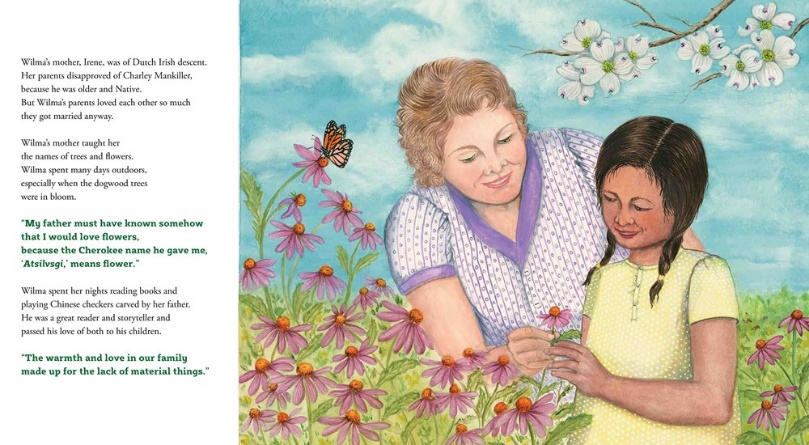 Wilma's mother, Irene, was of Dutch Irish descent.
Her parents disapproved of Charley Mankiller,
because he was older and Native.
But Wilma's parents loved each other so much
they got married anyway.
Wilma's mother taught her
the names of trees and flowers.
Wilma spent many days outdoors,
especially when the dogwood trees
were in bloom.
"My father must have known somehow
that I would love flowers,
because the Cherokee name he gave me,
'Atsilvsgi,' means flower."
Wilma spent her nights reading books and
playing Chinese checkers carved by her father.
He was a great reader and storyteller and
passed his love of both to his children.
"The warmth and love in our family
made up for the lack of material things."